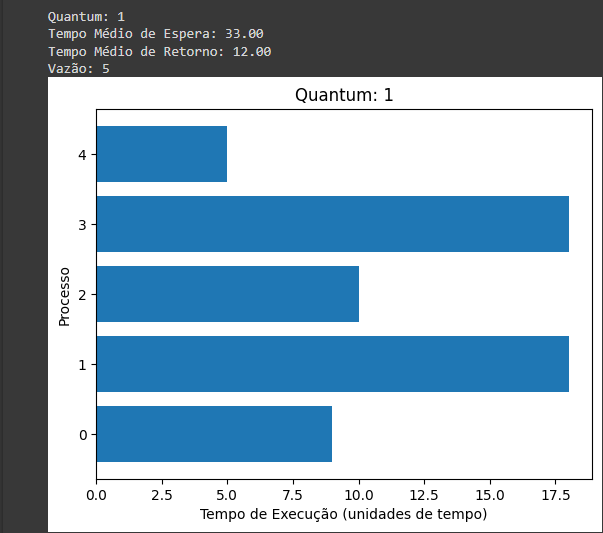 Quantum: 1
Tempo Médio de Espera: 33.00
Tempo Médio de Retorno: 12.00
Vazão: 5
Quantum: 1
4
3
2
1
0
Processo
0.0 2.5 5.0 7.5 10.0 12.5 15.0 17.5
Tempo de Execução (unidades de tempo)